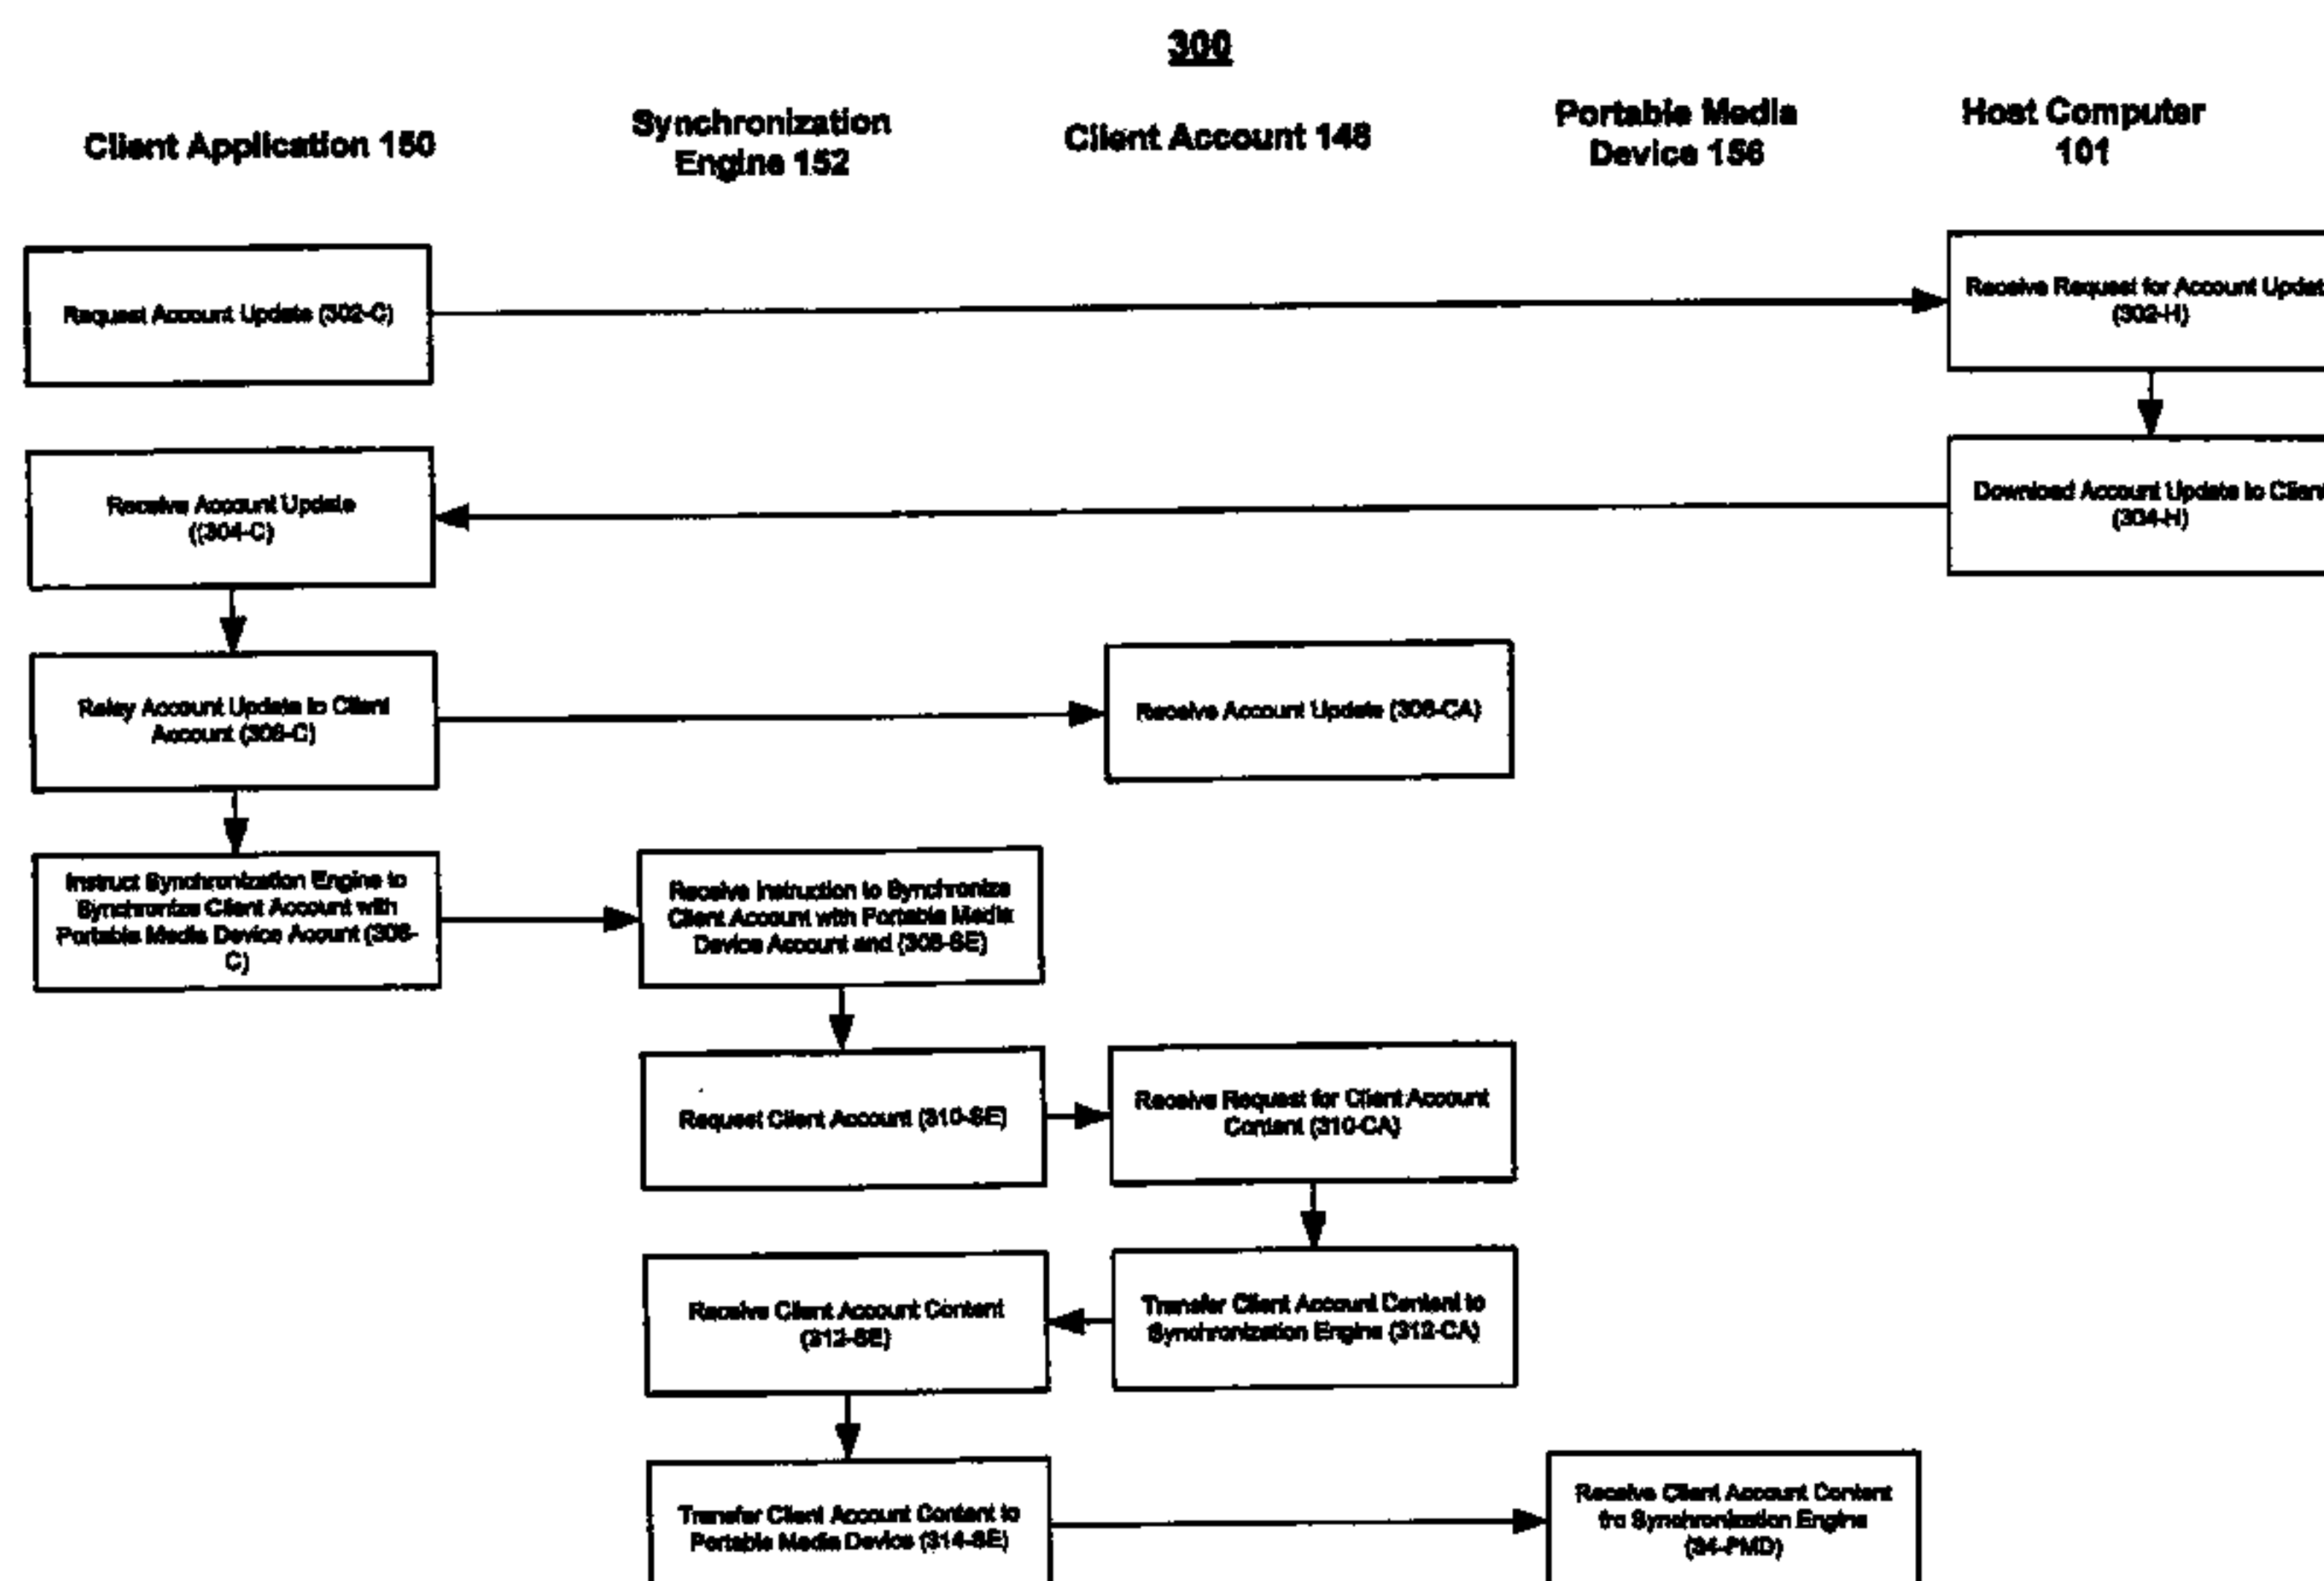 300
Client Application 150
Synchronization
Engine 152
Client Account 148
Portable Media
Device 156
Host Computer
101
Request Account Update (302-C)
Receive Request for Account Updat
(302-H)
Receive Account Update
((304-C)
Download Account Update to Client
(304-H)
Relay Account Update to Client
Account (306-C)
Receive Account Update (306-CA)
Instruct Synchronization Engine to
Synchronize Client Account with
Portable Media Device Acount (308-
C)
Receive Instruction to Synchronize
Client Account with Portable Media
Device Account and (308-SE)
Request Client Account (310-SE)
Receive Request for Client Account
Content (310-CA)
Receive Client Account Content
(312-SE)
Transfer Client Account Content to
Synchronization Engine (312-CA)
Transfer Client Account Content to
Portable Media Device (314-SE)
Receive Client Account Content
fro Synchronization Engine
(34-PMD)